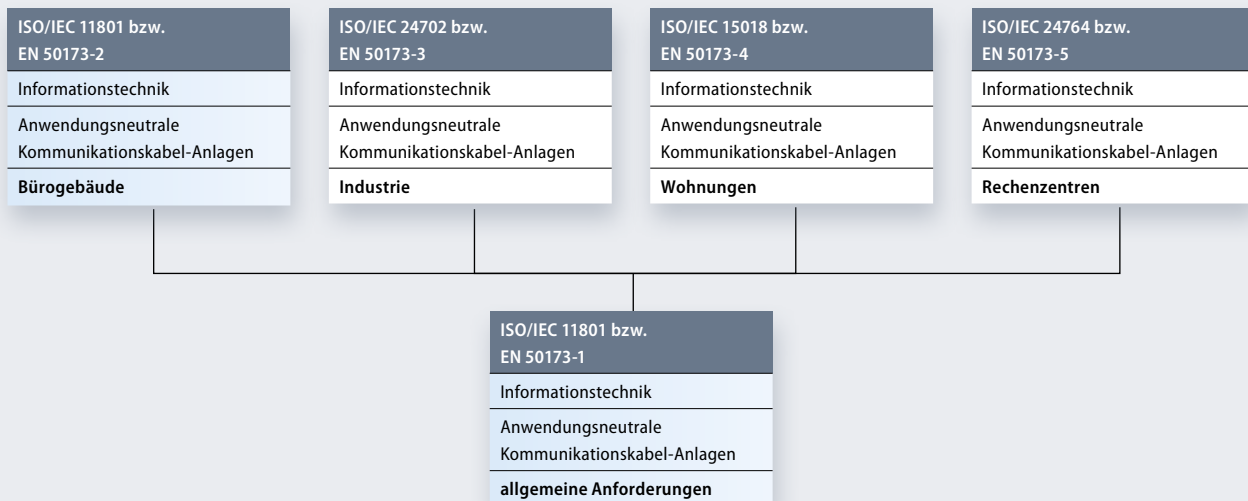 ISO/IEC 11801 bzw.
EN 50173-2
Informationstechnik
Anwendungsneutrale
Kommunikationskabel-Anlagen
Bürogebäude
ISO/IEC 24702 bzw.
EN 50173-3
Informationstechnik
Anwendungsneutrale
Kommunikationskabel-Anlagen
Industrie
ISO/IEC 15018 bzw.
EN 50173-4
Informationstechnik
Anwendungsneutrale
Kommunikationskabel-Anlagen
Wohnungen
ISO/IEC 24764 bzw.
EN 50173-5
Informationstechnik
Anwendungsneutrale
Kommunikationskabel-Anlagen
Rechenzentren
ISO/IEC 11801 bzw.
EN 50173-1
Informationstechnik
Anwendungsneutrale
Kommunikationskabel-Anlagen
allgemeine Anforderungen